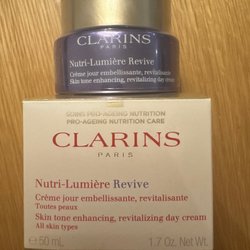 CLARINS
PARIS
Nutri-Lumière Revive
Crème jour embellissante, revitalisante
Skin tone enhancing, revitalizing day cream
SOINS PRO-AGEING NUTRITION
PRO-AGEING NUTRITION CARE
CLARINS
PARIS
Nutri-Lumière Revive
Crème jour embellissante, revitalisante
Toutes peaux
Skin tone enhancing, revitalizing day cream
All skin types
e 50 mL
1.7 Oz. Net Wt.